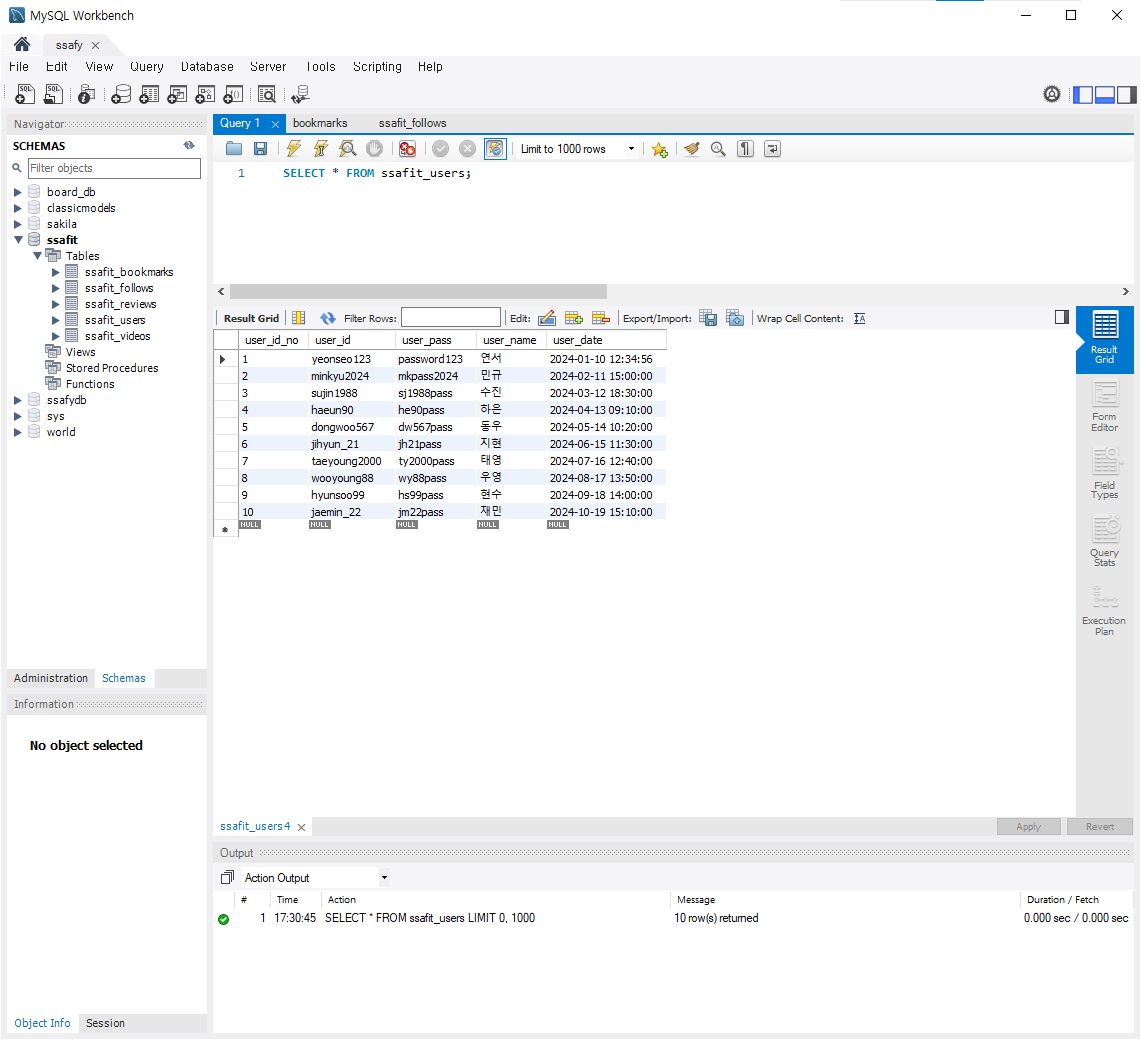 MySQL Workbench
ssafy
File Edit View Query Database Server Tools Scripting Help
Navigator
SCHEMAS
Filter objects
board_db
classicmodels
sakila
ssafit
Tables
ssafit_bookmarks
ssafit_follows
ssafit_reviews
ssafit_users
ssafit_videos
Views
Stored Procedures
Functions
ssafydb
sys
world
Administration Schemas
Information
No object selected
Object Info Session
Query 1 bookmarks ssafit_follows
Limit to 1000 rows
1 SELECT * FROM ssafit_users;
Result Grid Filter Rows: Edit: Export/Import: Wrap Cell Content: IA
user_id_no user_id user_pass user_name user_date
1 yeonseo123 password123 연서 2024-01-10 12:34:56
2 minkyu2024 mkpass2024 민규 2024-02-11 15:00:00
3 sujin1988 sj1988pass 수진 2024-03-12 18:30:00
4 haeun90 he90pass 하은 2024-04-13 09:10:00
5 dongwoo567 dw567pass 동우 2024-05-14 10:20:00
6 jihyun_21 jh21pass 지현 2024-06-15 11:30:00
7 taeyoung2000 ty2000pass 태영 2024-07-16 12:40:00
8 wooyoung88 wy88pass 우영 2024-08-17 13:50:00
9 hyunsoo99 hs99pass 현수 2024-09-18 14:00:00
10 jaemin_22 jm22pass 재민 2024-10-19 15:10:00
NULL NULL NULL NULL NULL
Result
Grid
Form
Editor
Field
Types
Query
Stats
Execution
Plan
ssafit_users 4 Apply Revert
Output
Action Output
# Time Action Message Duration / Fetch
1 17:30:45 SELECT * FROM ssafit_users LIMIT 0, 1000 10 row(s) returned 0.000 sec / 0.000 sec